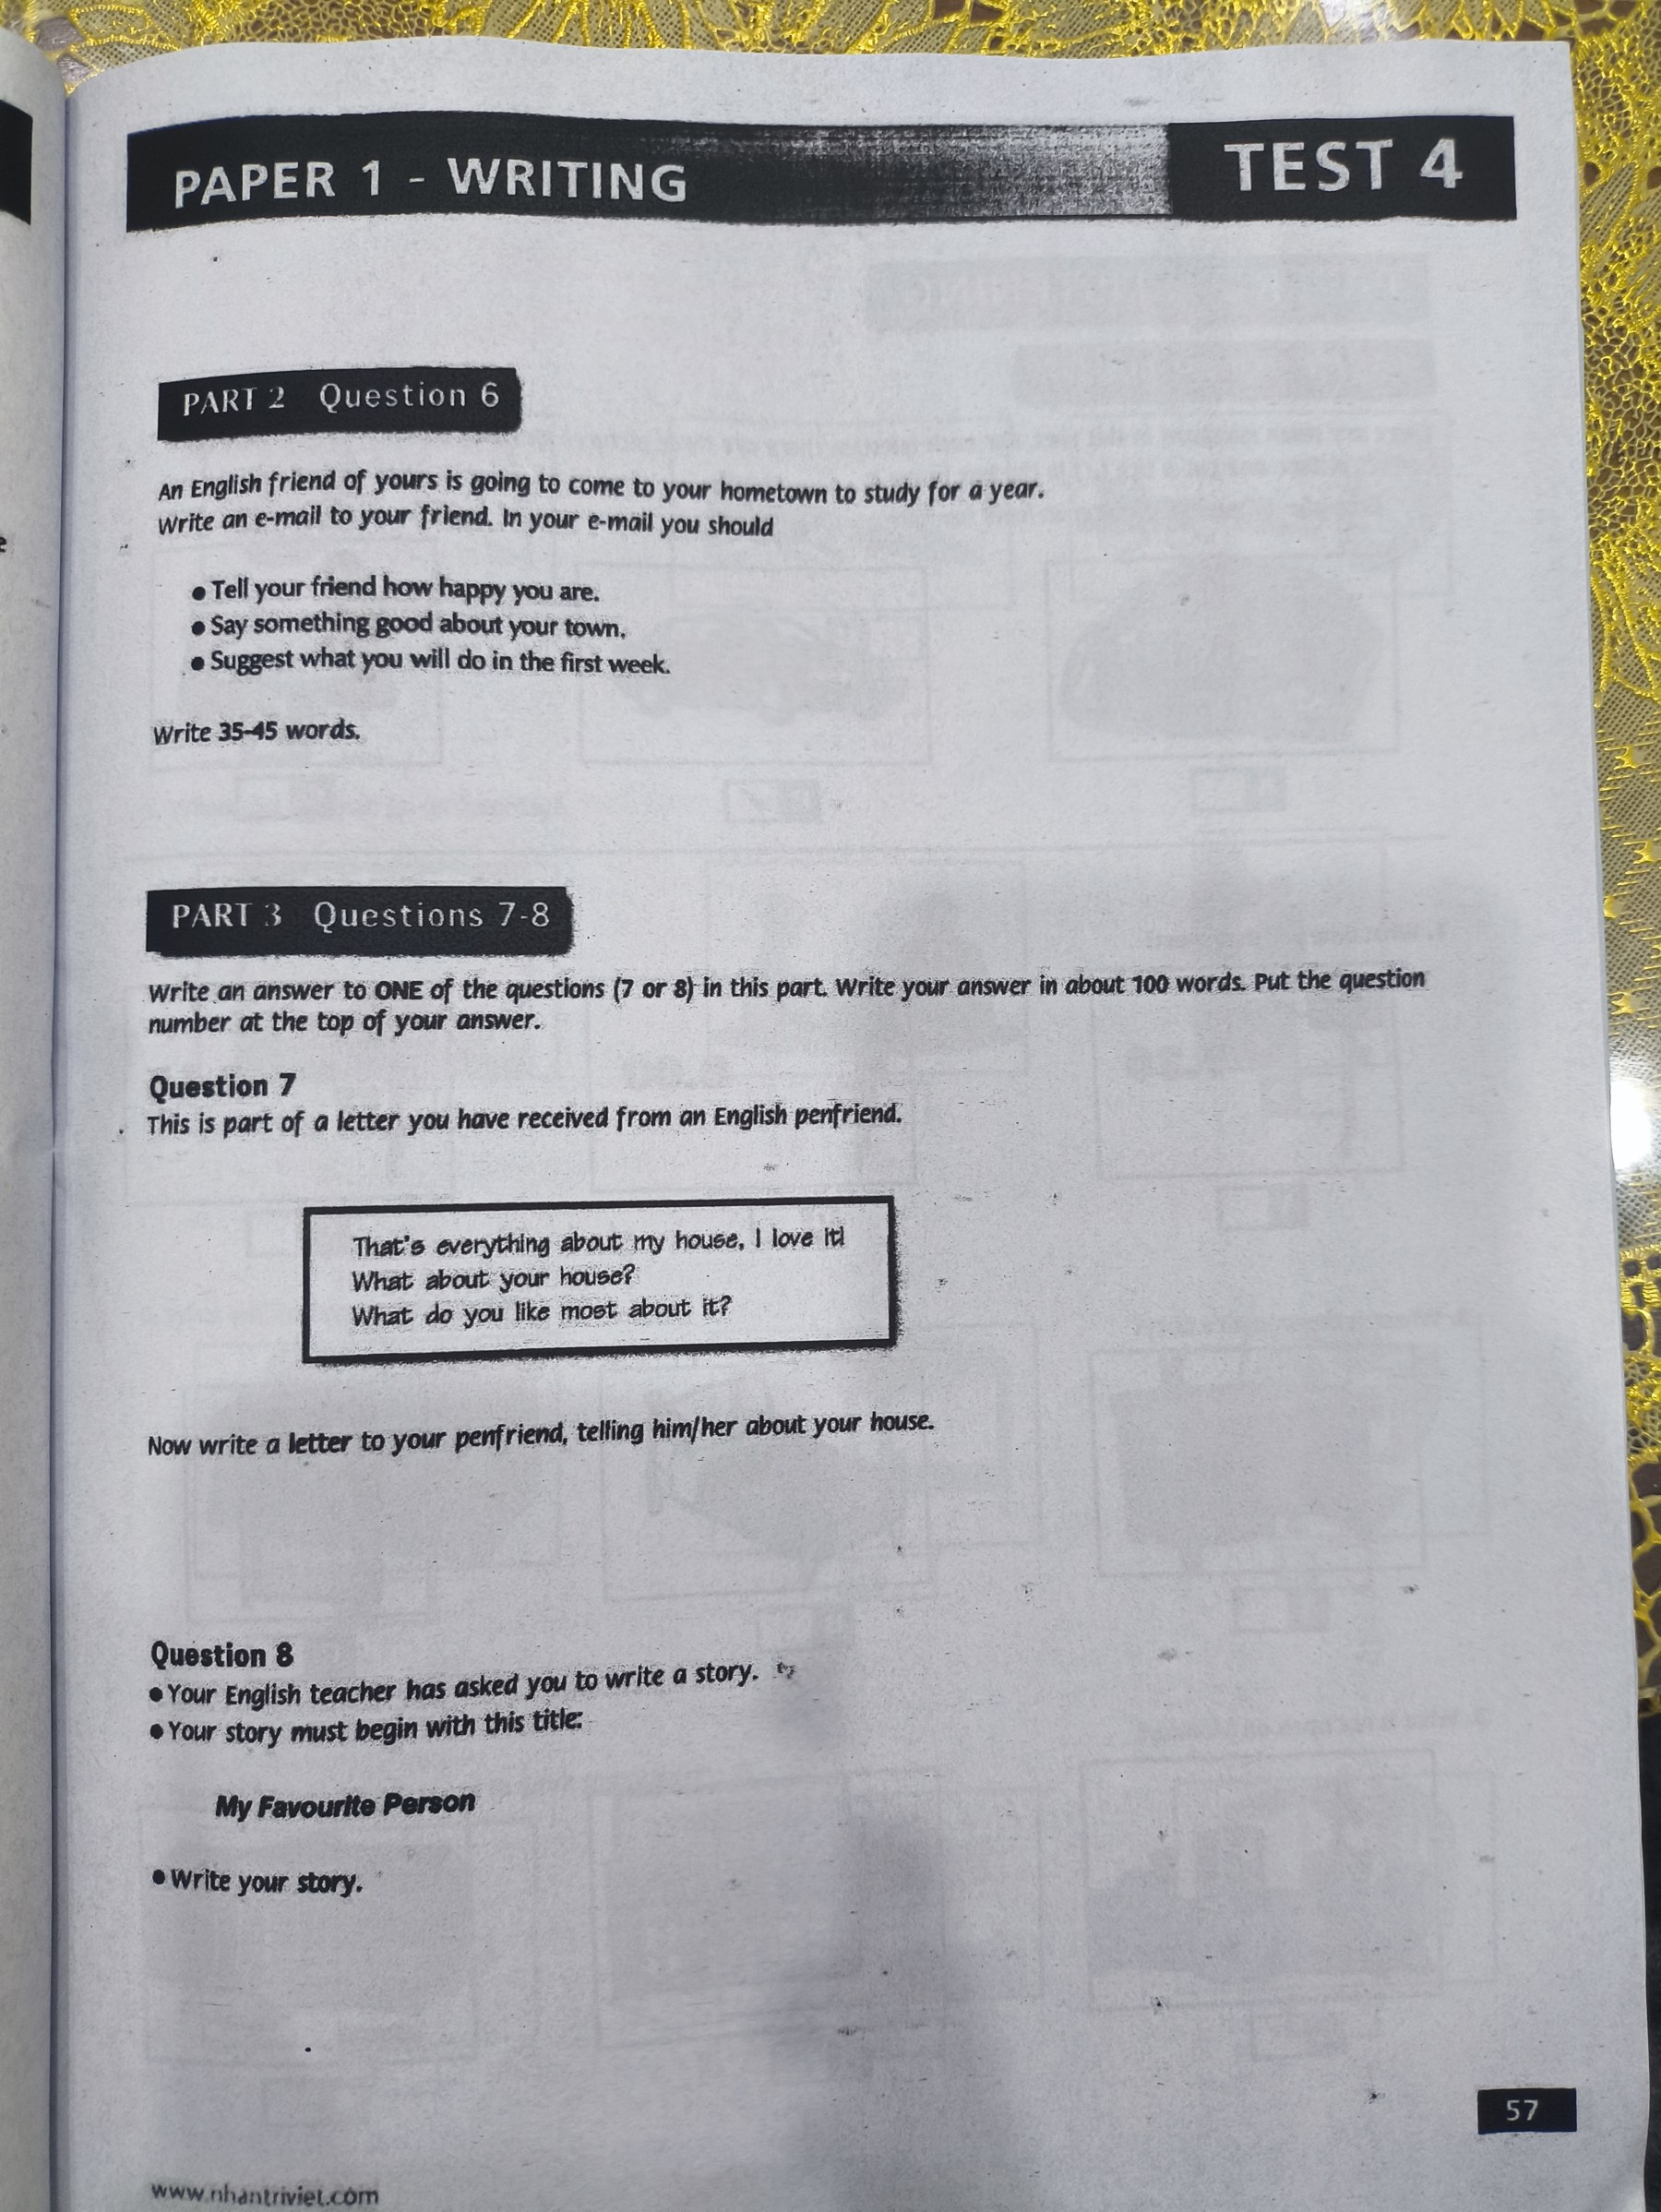 PAPER 1 - WRITING
TEST 4
PART 2 Question 6
An English friend of yours is going to come to your hometown to study for a year.
Write an e-mail to your friend. In your e-mail you should
● Tell your friend how happy you are.
● Say something good about your town.
● Suggest what you will do in the first week.
Write 35-45 words.
PART 3 Questions 7-8
Write an answer to ONE of the questions (7 or 8) in this part. Write your answer in about 100 words. Put the question
number at the top of your answer.
Question 7
This is part of a letter you have received from an English penfriend.
That's everything about my house, I love it!
What about your house?
What do you like most about it?
Now write a letter to your penfriend, telling him/her about your house.
Question 8
● Your English teacher has asked you to write a story.
● Your story must begin with this title:
My Favourite Person
● Write your story.
57
www.nhantriviet.com